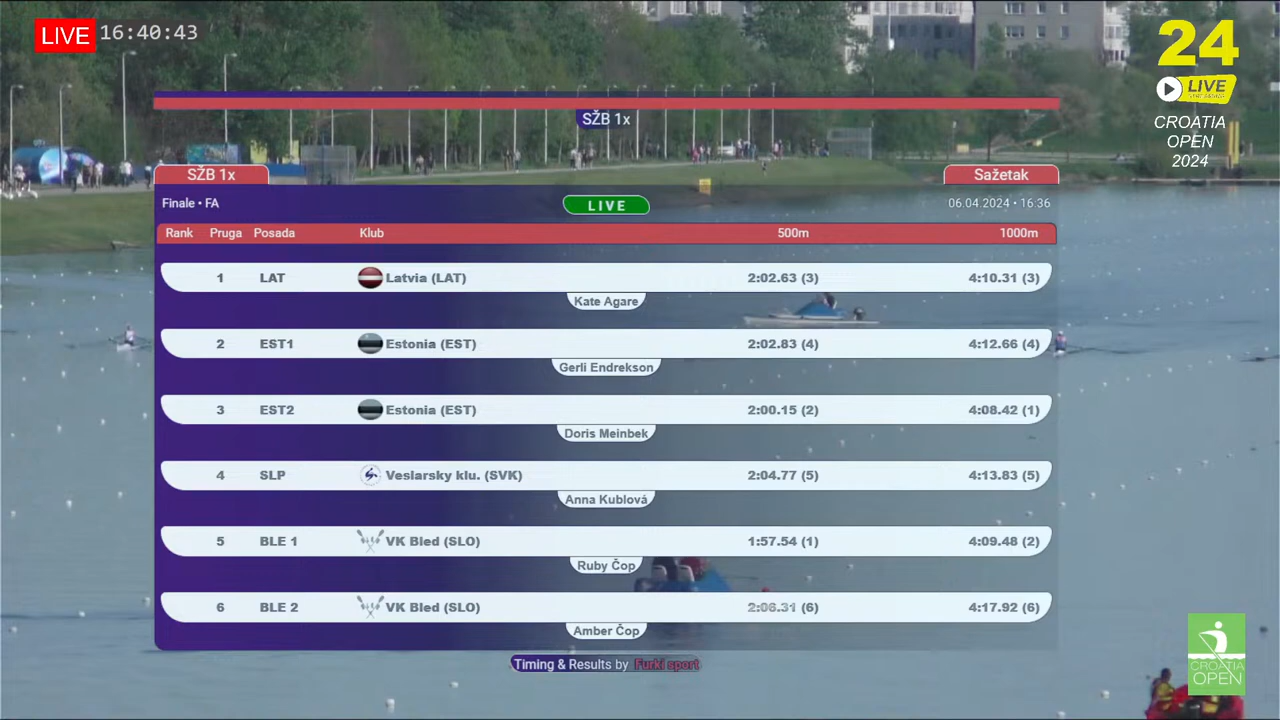 LIVE 16:40:43
24
LIVE
CROATIA
OPEN
2024
SŽB 1x
SŽB 1x Sažetak
Finale • FA LIVE 06.04.2024 • 16:36
Rank Pruga Posada Klub 500m 1000m
1 LAT Latvia (LAT) 2:02.63 (3) 4:10.31 (3)
Kate Agare
2 EST1 Estonia (EST) 2:02.83 (4) 4:12.66 (4)
Gerli Endrekson
3 EST2 Estonia (EST) 2:00.15 (2) 4:08.42 (1)
Doris Meinbek
4 SLP Veslarsky klu. (SVK) 2:04.77 (5) 4:13.83 (5)
Anna Kublová
5 BLE 1 VK Bled (SLO) 1:57.54 (1) 4:09.48 (2)
Ruby Čop
6 BLE 2 VK Bled (SLO) 2:06.31 (6) 4:17.92 (6)
Amber Čop
Timing & Results by Furki sport
CROATIA
OPEN